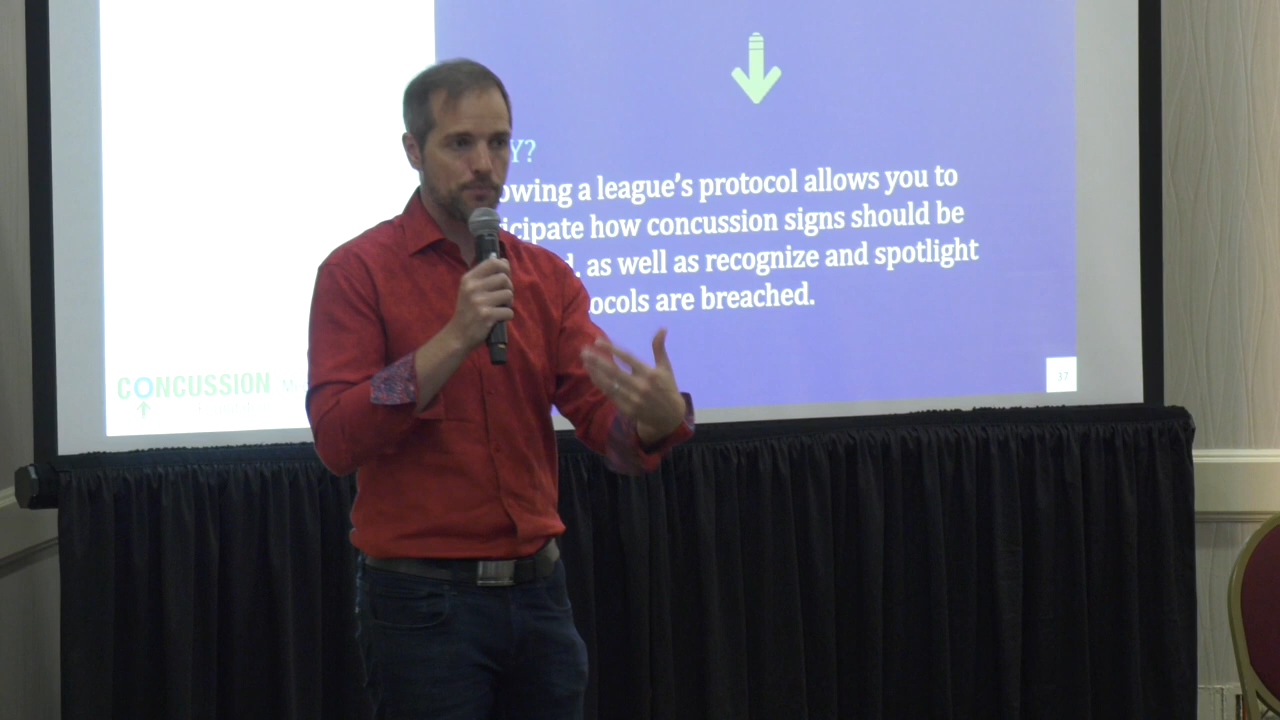 Y?
owing a league's protocol allows you to
icipate how concussion signs should be
d, as well as recognize and spotlight
ocols are breached.
CONCUSSION
37